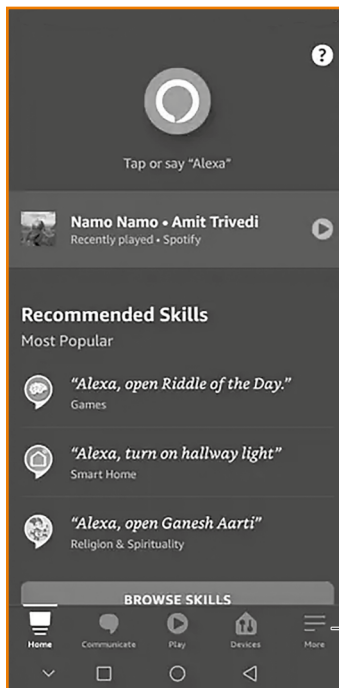 ?
Tap or say “Alexa”
Namo Namo • Amit Trivedi
Recently played • Spotify
Recommended Skills
Most Popular
“Alexa, open Riddle of the Day.”
Games
“Alexa, turn on hallway light”
Smart Home
“Alexa, open Ganesh Aarti”
Religion & Spirituality
BROWSE SKILLS
Home Communicate Play Devices More